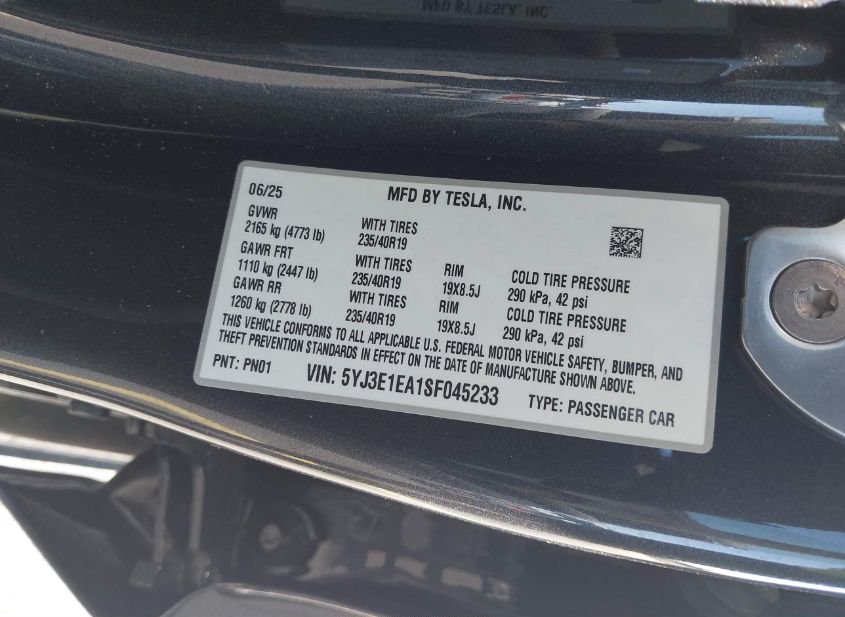 MFD BY TESLA, INC.
06/25
MFD BY TESLA, INC.
GVWR
2165 kg (4773 lb)
WITH TIRES
235/40R19
GAWR FRT
1110 kg (2447 lb)
WITH TIRES
235/40R19
RIM
19X8.5J
COLD TIRE PRESSURE
290 kPa, 42 psi
GAWR RR
1260 kg (2778 lb)
WITH TIRES
235/40R19
RIM
19X8.5J
COLD TIRE PRESSURE
290 kPa, 42 psi
THIS VEHICLE CONFORMS TO ALL APPLICABLE U.S. FEDERAL MOTOR VEHICLE SAFETY, BUMPER, AND
THEFT PREVENTION STANDARDS IN EFFECT ON THE DATE OF MANUFACTURE SHOWN ABOVE.
PNT: PN01
VIN: 5YJ3E1EA1SF045233
TYPE: PASSENGER CAR